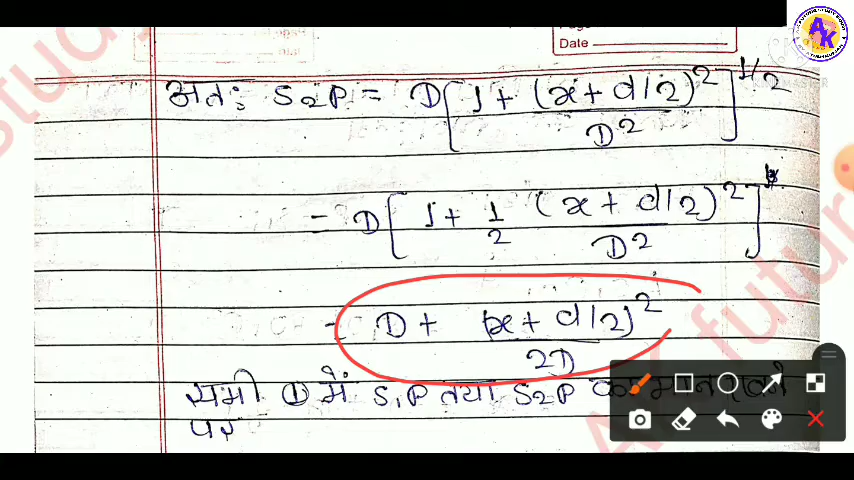 Date
AK
अतः S₂P = D[1 + (x + d/2)²/D²]^1/2
= D[1 + 1/2 (x + d/2)²/D²]
= D + (x + d/2)²/2D
समी ① में S₁P तथा S₂P का मान रखने
पर